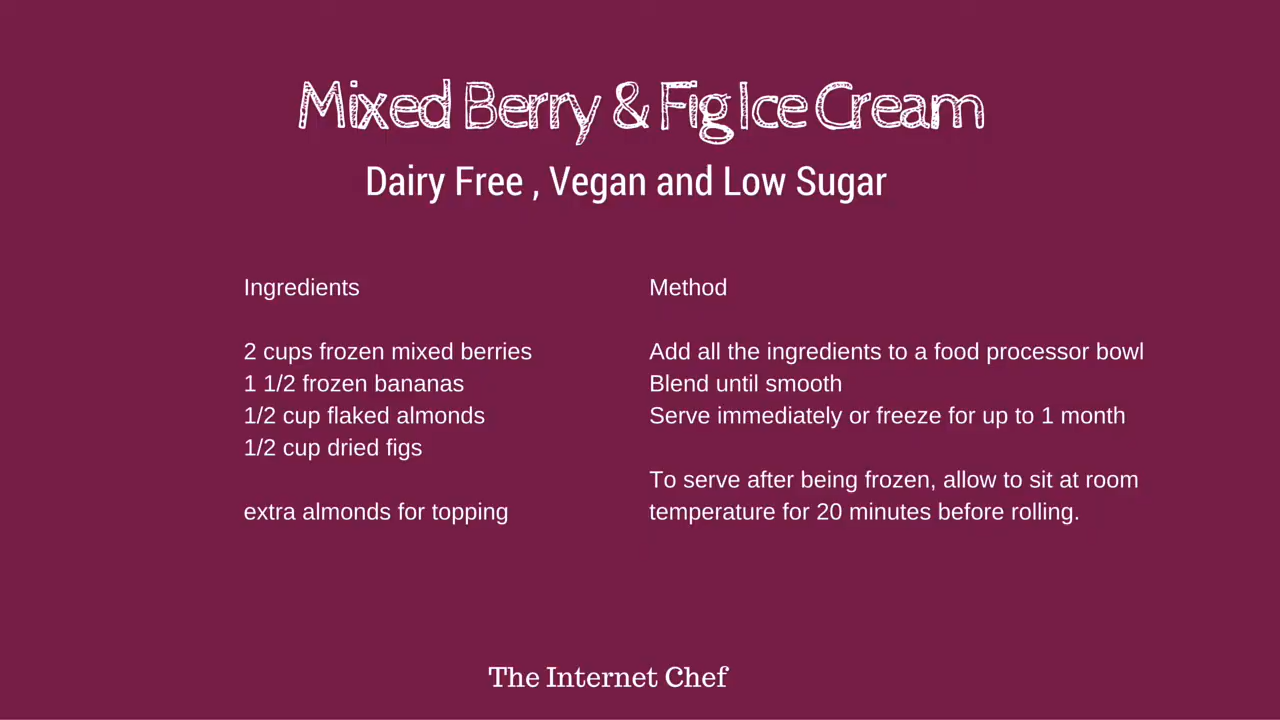 Mixed Berry & Fig Ice Cream
Dairy Free , Vegan and Low Sugar
Ingredients
2 cups frozen mixed berries
1 1/2 frozen bananas
1/2 cup flaked almonds
1/2 cup dried figs
extra almonds for topping
Method
Add all the ingredients to a food processor bowl
Blend until smooth
Serve immediately or freeze for up to 1 month
To serve after being frozen, allow to sit at room
temperature for 20 minutes before rolling.
The Internet Chef